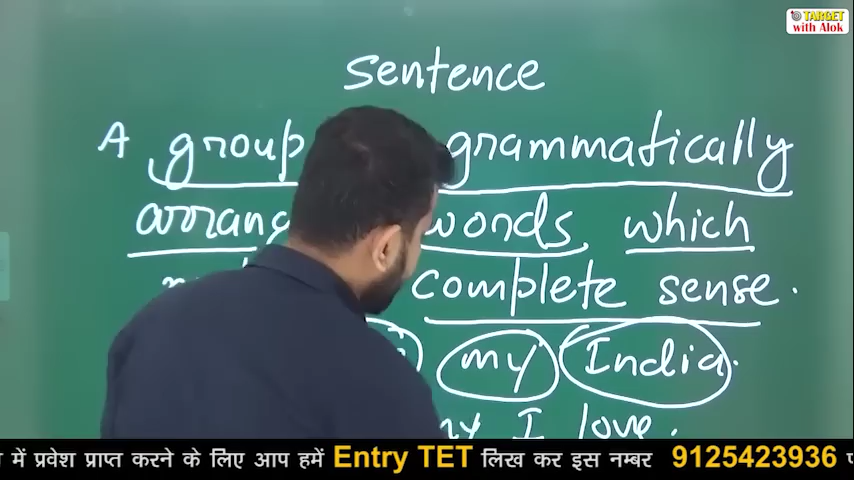 TARGET
with Alok
Sentence
A group grammatically
arrang words which
complete sense.
my India.
my I love.
में प्रवेश प्राप्त करने के लिए आप हमें Entry TET लिख कर इस नम्बर 9125423936 प